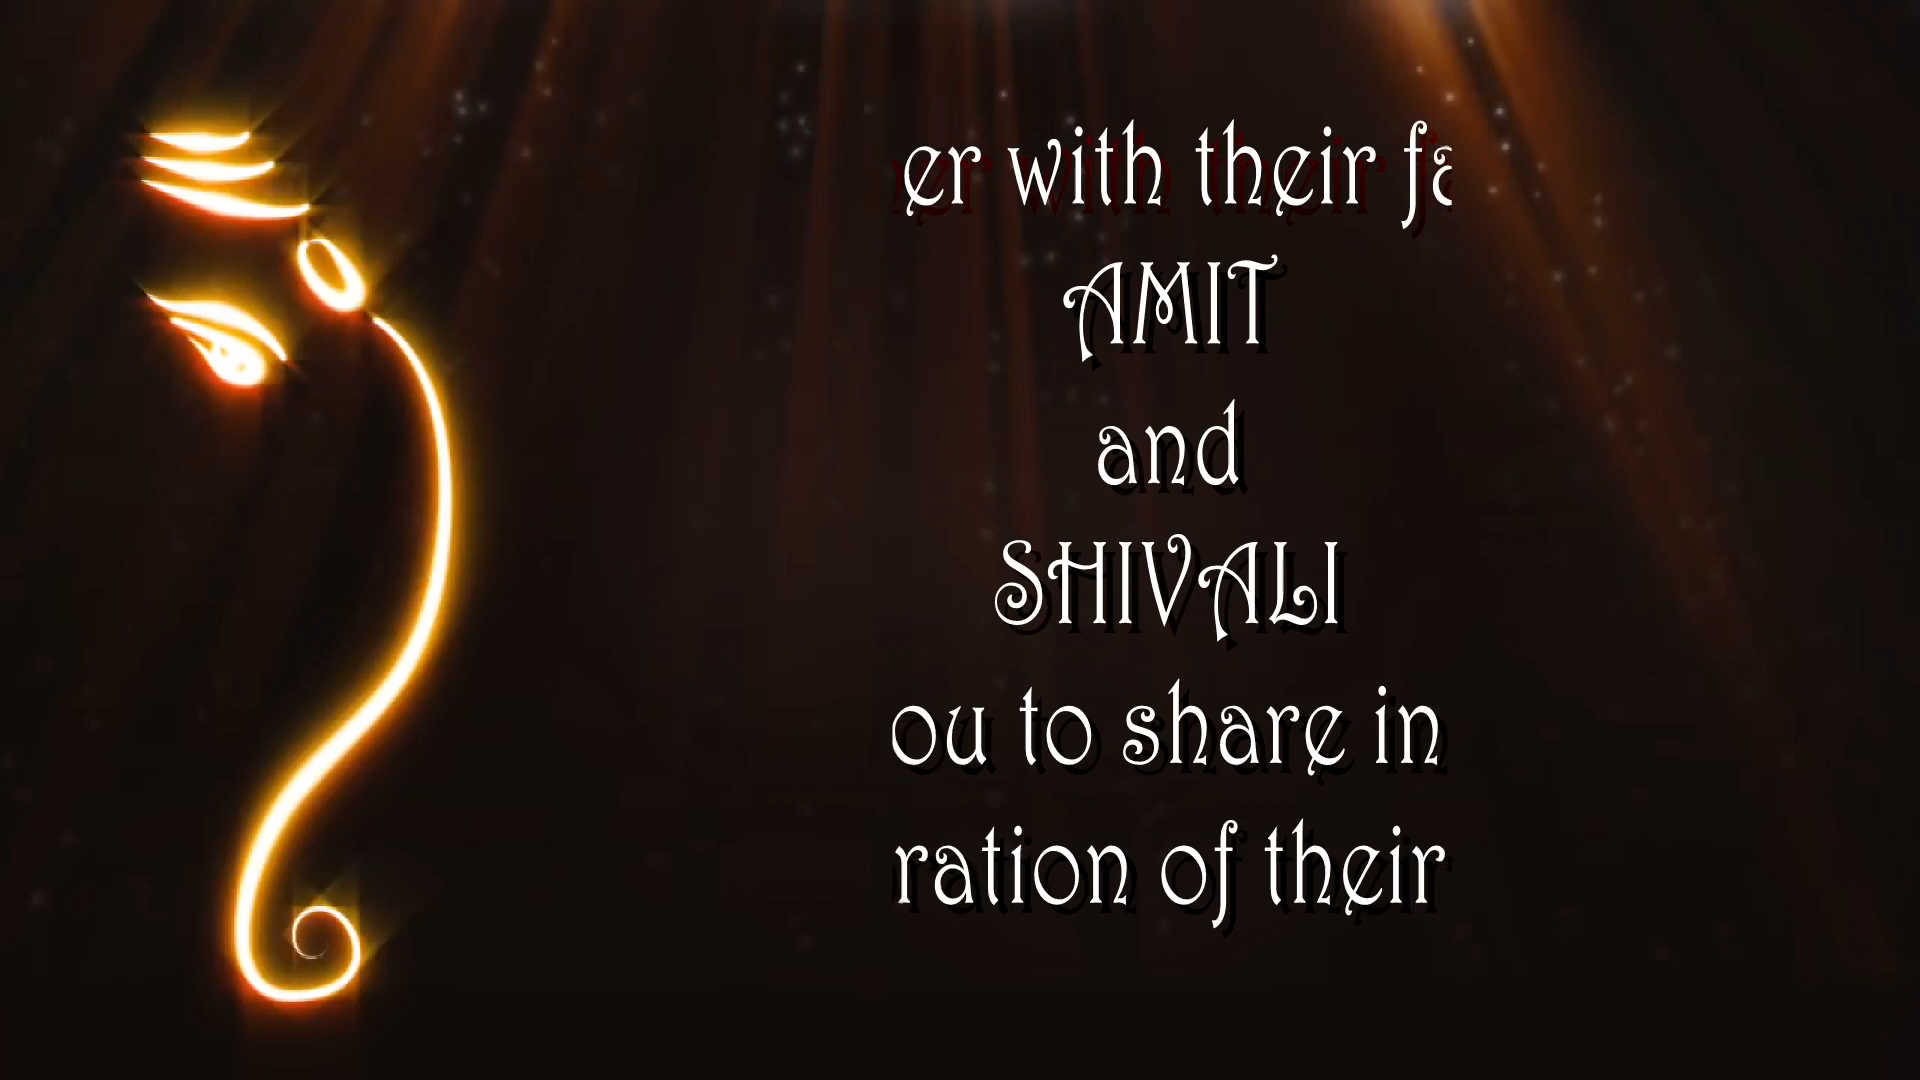 er with their fa
AMIT
and
SHIVALI
ou to share in
ration of their